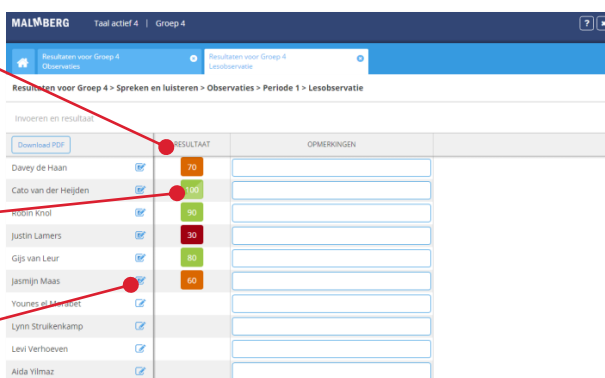 MALMBERG Taal actief 4 | Groep 4 ?
Resultaten voor Groep 4 Observaties
Resultaten voor Groep 4 Lesobservatie
Resultaten voor Groep 4 > Spreken en luisteren > Observaties > Periode 1 > Lesobservatie
Invoeren en resultaat
Download PDF RESULTAAT OPMERKINGEN
Davey de Haan 70
Cato van der Heijden 100
Robin Knol 90
Justin Lamers 30
Gijs van Leur 80
Jasmijn Maas 60
Younes el Morabet
Lynn Struikenkamp
Levi Verhoeven
Aida Yilmaz